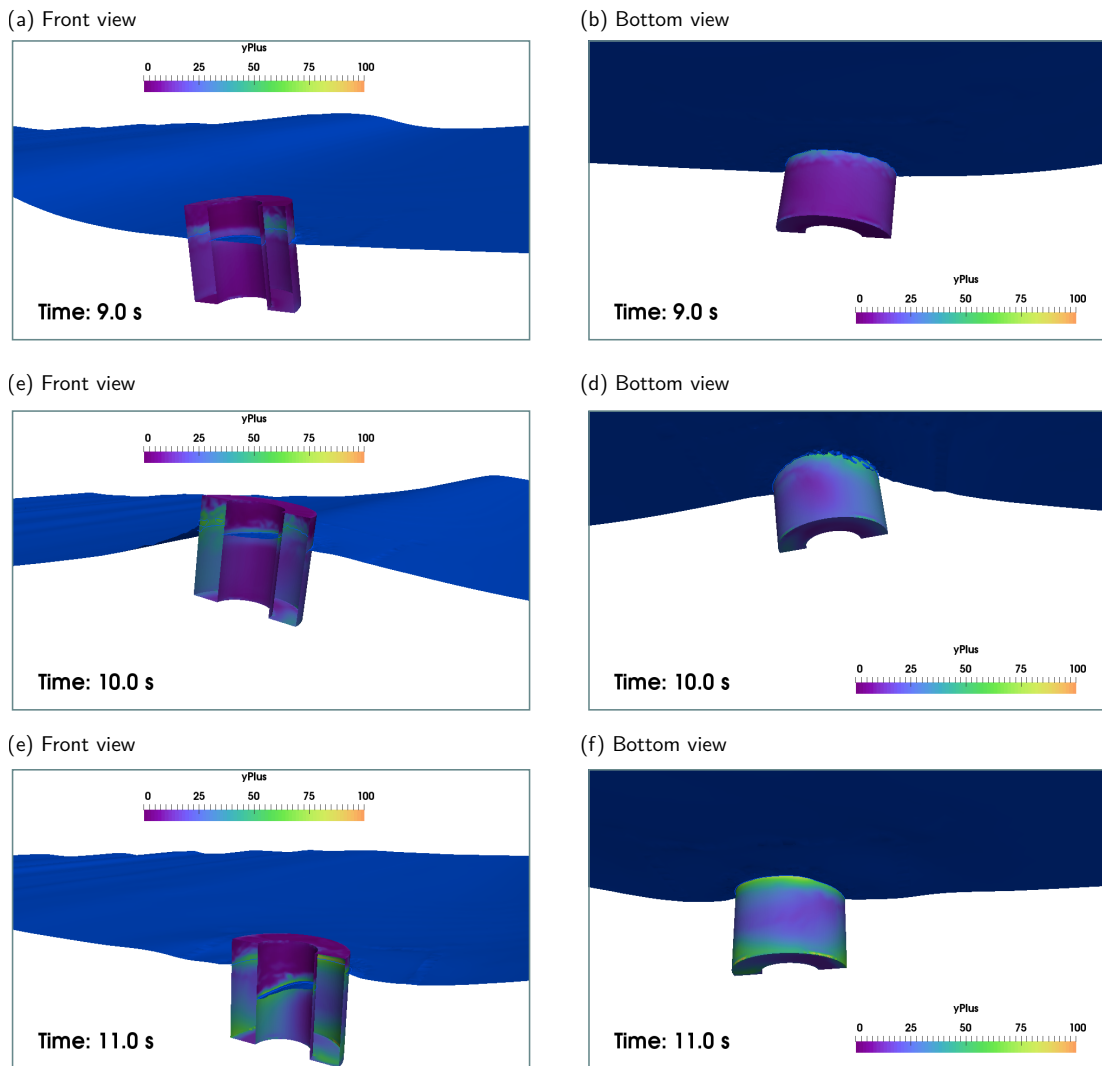 (a) Front view
yPlus
0 25 50 75 100
Time: 9.0 s
(b) Bottom view
yPlus
0 25 50 75 100
Time: 9.0 s
(e) Front view
yPlus
0 25 50 75 100
Time: 10.0 s
(d) Bottom view
yPlus
0 25 50 75 100
Time: 10.0 s
(e) Front view
yPlus
0 25 50 75 100
Time: 11.0 s
(f) Bottom view
yPlus
0 25 50 75 100
Time: 11.0 s